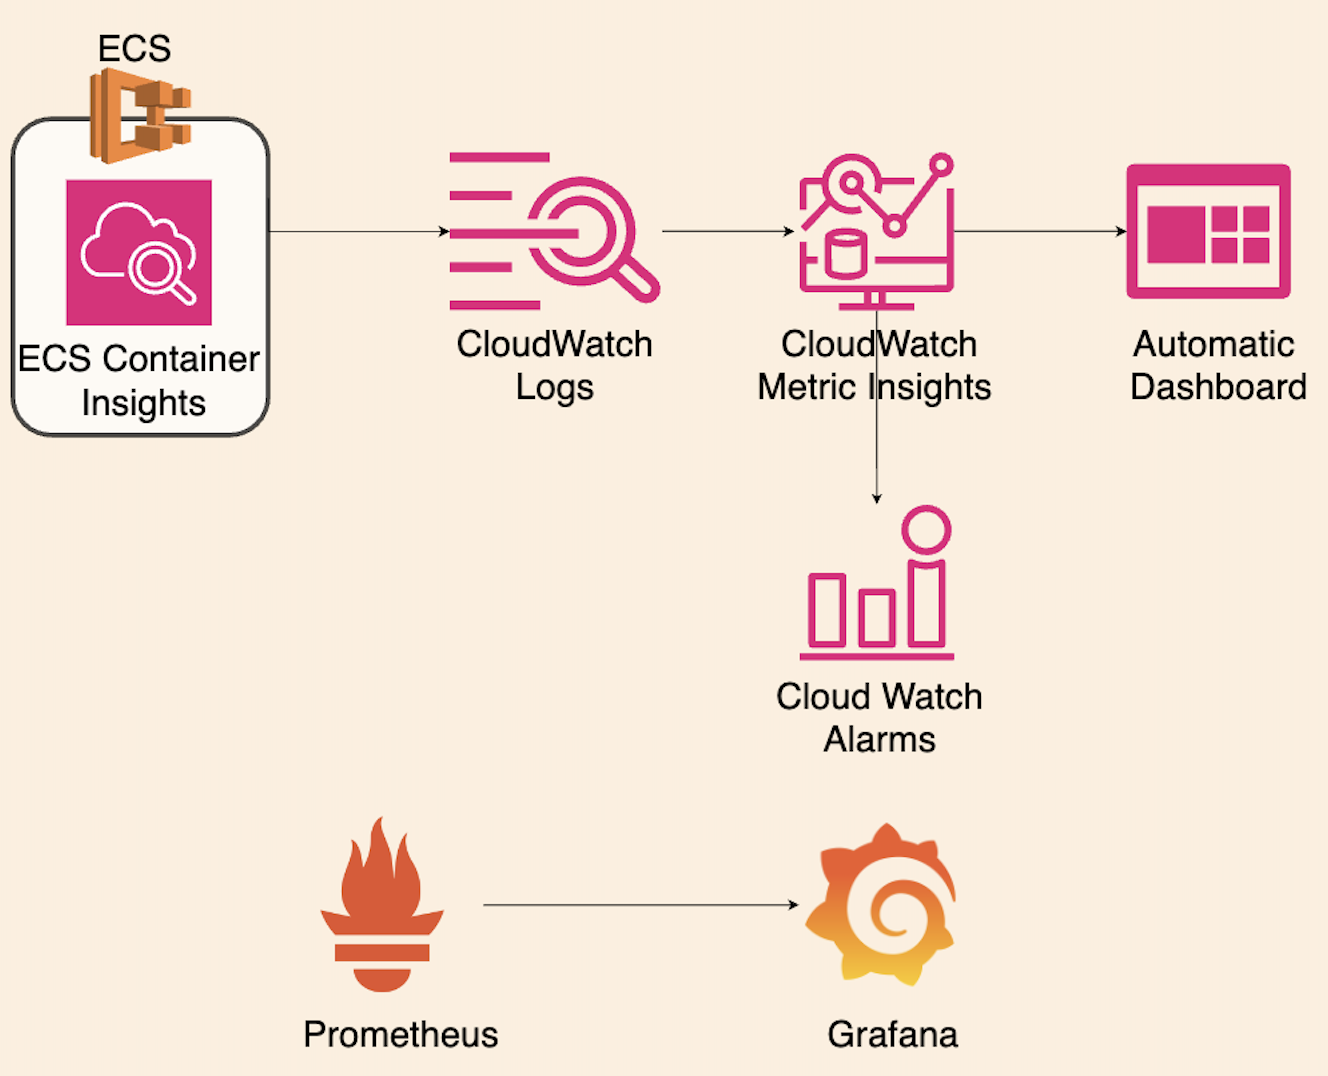 ECS
ECS Container
Insights
CloudWatch
Logs
CloudWatch
Metric Insights
Automatic
Dashboard
Cloud Watch
Alarms
Prometheus
Grafana